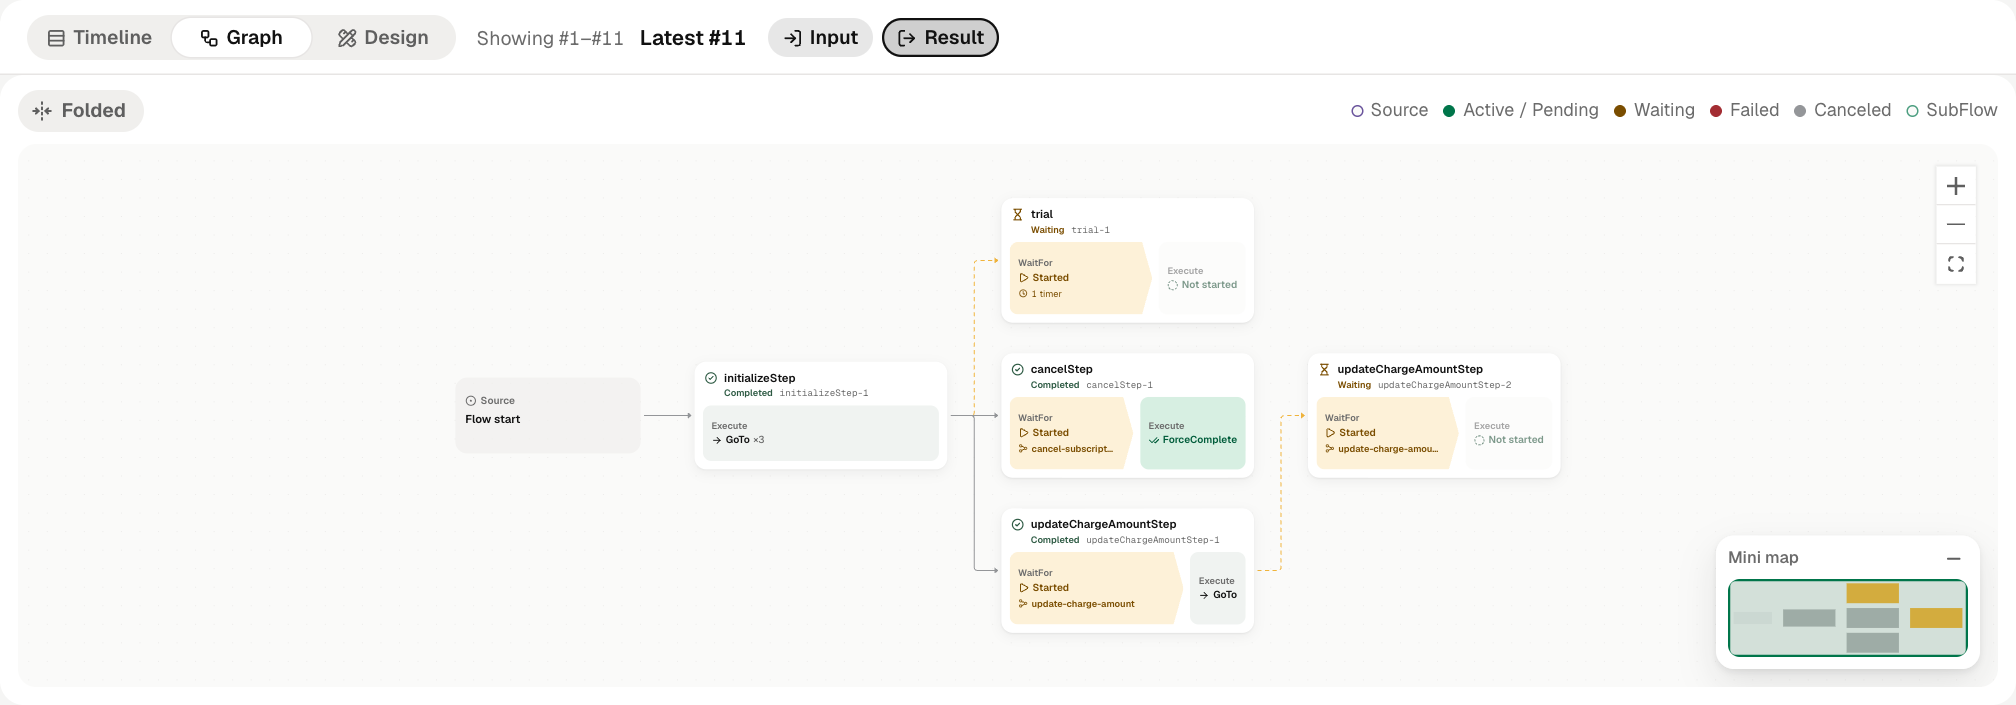 Timeline
Graph
Design
Showing #1–#11
Latest #11
Input
Result
Folded
Source
Active / Pending
Waiting
Failed
Canceled
SubFlow
Source
Flow start
initializeStep
Completed initializeStep-1
Execute
GoTo ×3
trial
Waiting trial-1
WaitFor
Started
1 timer
Execute
Not started
cancelStep
Completed cancelStep-1
WaitFor
Started
cancel-subscript...
Execute
ForceComplete
updateChargeAmountStep
Completed updateChargeAmountStep-1
WaitFor
Started
update-charge-amount
Execute
GoTo
updateChargeAmountStep
Waiting updateChargeAmountStep-2
WaitFor
Started
update-charge-amou...
Execute
Not started
Mini map